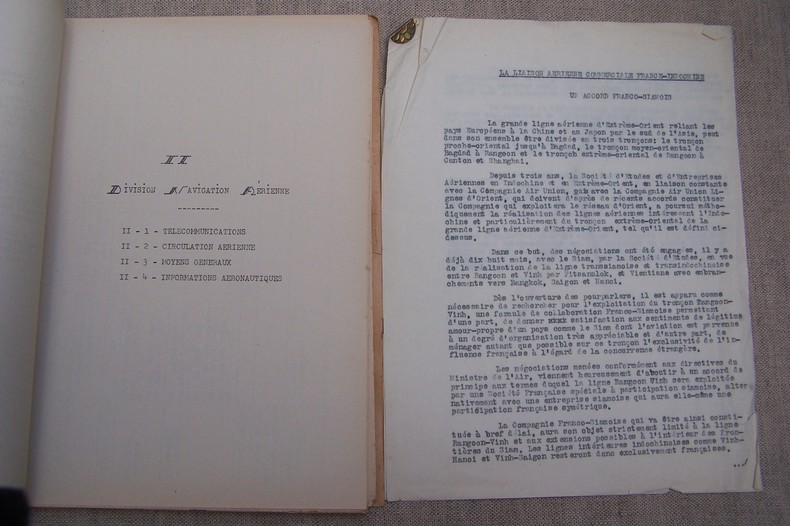 II
DIVISION NAVIGATION AÉRIENNE
---------
II - 1 - TELECOMMUNICATIONS
II - 2 - CIRCULATION AERIENNE
II - 3 - MOYENS GENERAUX
II - 4 - INFORMATIONS AERONAUTIQUES
LA LIAISON AERIENNE COMMERCIALE FRANCE-INDOCHINE
UN ACCORD FRANCO-SIAMOIS
La grande ligne aérienne d'Extrême-Orient reliant les
pays Européens à la Chine et au Japon par le sud de l'Asie, peut
dans son ensemble être divisée en trois tronçons: le tronçon
proche-oriental jusqu'à Bagdad, le tronçon moyen-oriental de
Bagdad à Rangoon et le tronçon extrême-oriental de Rangoon à
Canton et Shanghai.
Depuis trois ans, la Société d'Etudes et d'Entreprises
Aériennes en Indochine et en Extrême-Orient, en liaison constante
avec la Compagnie Air Union, puis avec la Compagnie Air Union Li-
gnes d'Orient, qui doivent d'après de récents accords constituer
la Compagnie qui exploitera le réseau d'Orient, a poursui métho-
diquement la réalisation des lignes aériennes intéressant l'Indo-
chine et particulièrement du tronçon extrême-oriental de la
grande ligne aérienne d'Extrême-Orient, tel qu'il est défini ci-
dessus.
Dans ce but, des négociations ont été engagées, il y a
déjà dix huit mois, avec le Siam, par la Société d'Etudes, en vue
de la réalisation de la ligne transsianoise et transindochinoise
entre Rangoon et Vinh par Pitsanulok, et Vientiane avec embran-
chements vers Bangkok, Saigon et Hanoi.
Dès l'ouverture des pourparlers, il est apparu comme
nécessaire de rechercher pour l'exploitation du tronçon Rangoon-
Vinh, une formule de collaboration Franco-Siamoise permettant
d'une part, de donner satisfaction aux sentiments de légitime
amour-propre d'un pays comme le Siam dont l'aviation est parvenue
à un degré d'organisation très appréciable et d'autre part, de
ménager autant que possible sur ce tronçon l'exclusivité de l'in-
fluence française à l'égard de la concurrence étrangère.
Les négociations menées conformément aux directives du
Ministre de l'Air, viennent heureusement d'aboutir à un accord de
principe aux termes duquel la ligne Rangoon Vinh sera exploitée
par une Société Française spéciale à participation siamoise, alter
nativement avec une entreprise siamoise qui aura elle-même une
participation française symétrique.
La Compagnie Franco-Siamoise qui va être ainsi consti-
tuée à bref délai, aura son objet strictement limité à la ligne
Rangoon-Vinh et aux extensions possibles à l'intérieur des fron-
tières du Siam. Les lignes intérieures indochinoises comme Vinh-
Hanoi et Vinh-Saigon resteront donc exclusivement françaises.
.../